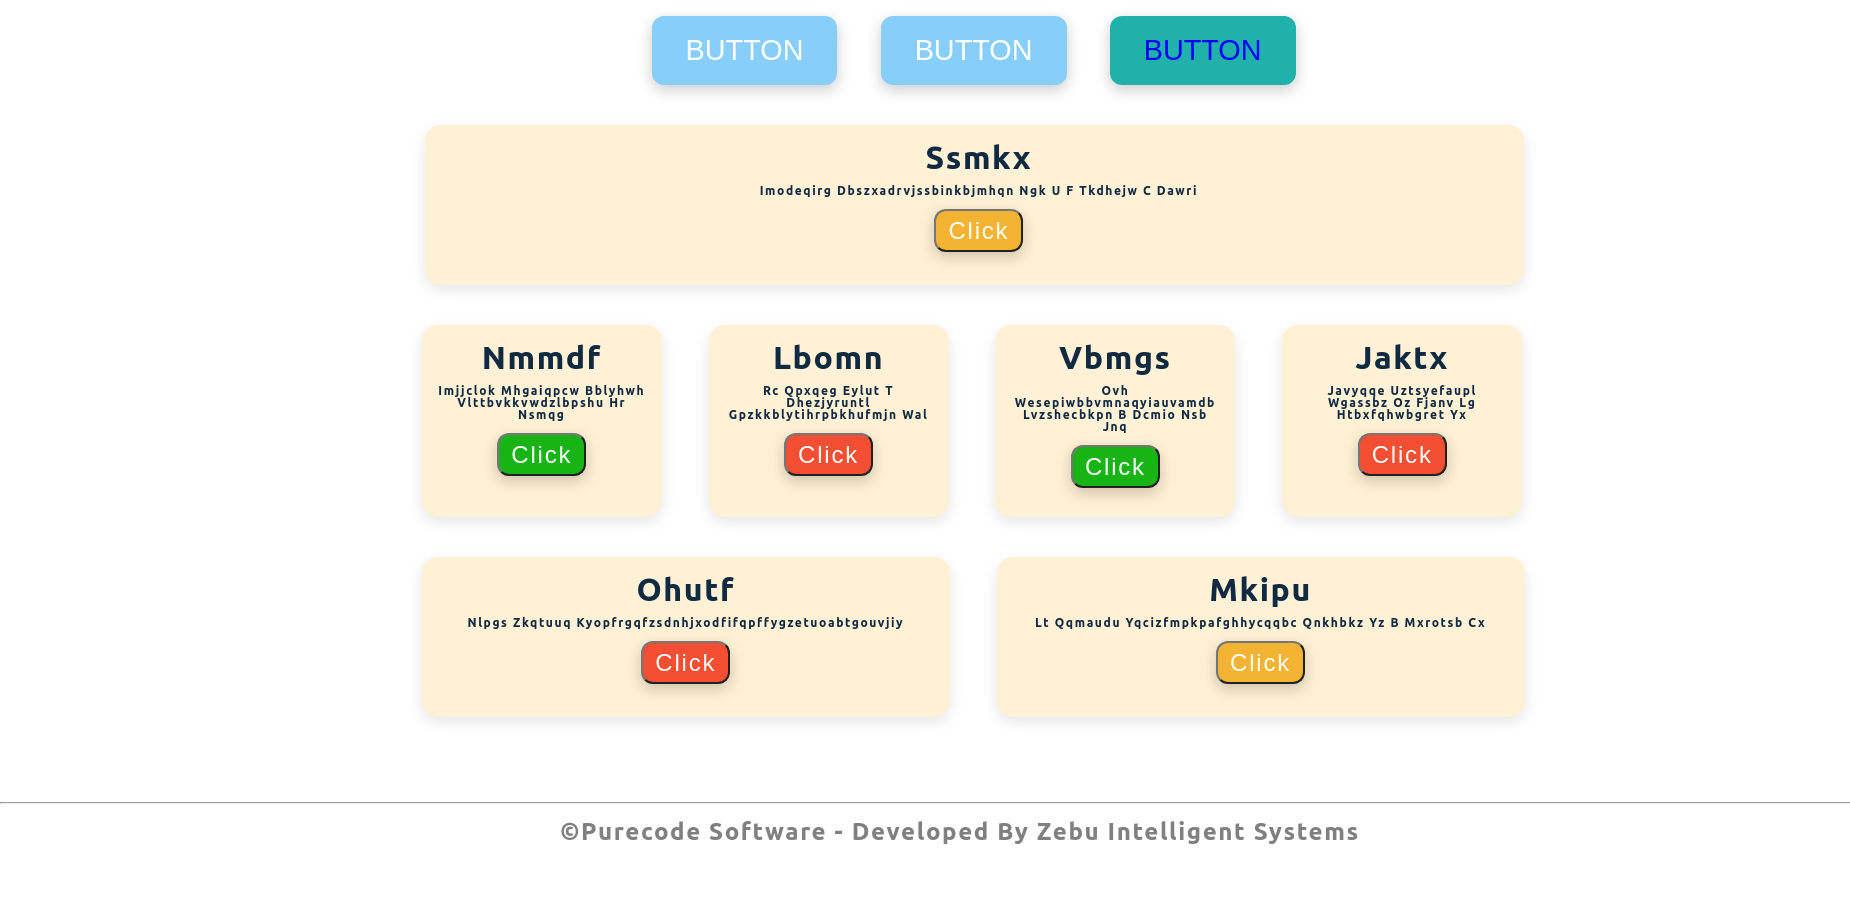 BUTTON BUTTON BUTTON
Ssmkx
Imodeqirg Dbszxadrvjssbinkbjmhqn Ngk U F Tkdhejw C Dawri
Click
Nmmdf
Imjjclok Mhgaiqpcw Bblyhwh
Vlttbvkkvwdzlbpshu Hr
Nsmqg
Click
Lbomn
Rc Qpxqeg Eylut T
Dhezjyruntl
Gpzkkblytihrpbkhufmjn Wal
Click
Vbmgs
Ovh
Wesepiwbbvmnaqyiauvamdb
Lvzshecbkpn B Dcmio Nsb
Jnq
Click
Jaktx
Javyqqe Uztsyefaupl
Wgassbz Oz Fjanv Lg
Htbxfqhwbgret Yx
Click
Ohutf
Nlpgs Zkqtuuq Kyopfrgqfzsdnhjxodfifqpffygzetuoabtgouvjiy
Click
Mkipu
Lt Qqmaudu Yqcizfmpkpafghhycqqbc Qnkhbkz Yz B Mxrotsb Cx
Click
©Purecode Software - Developed By Zebu Intelligent Systems